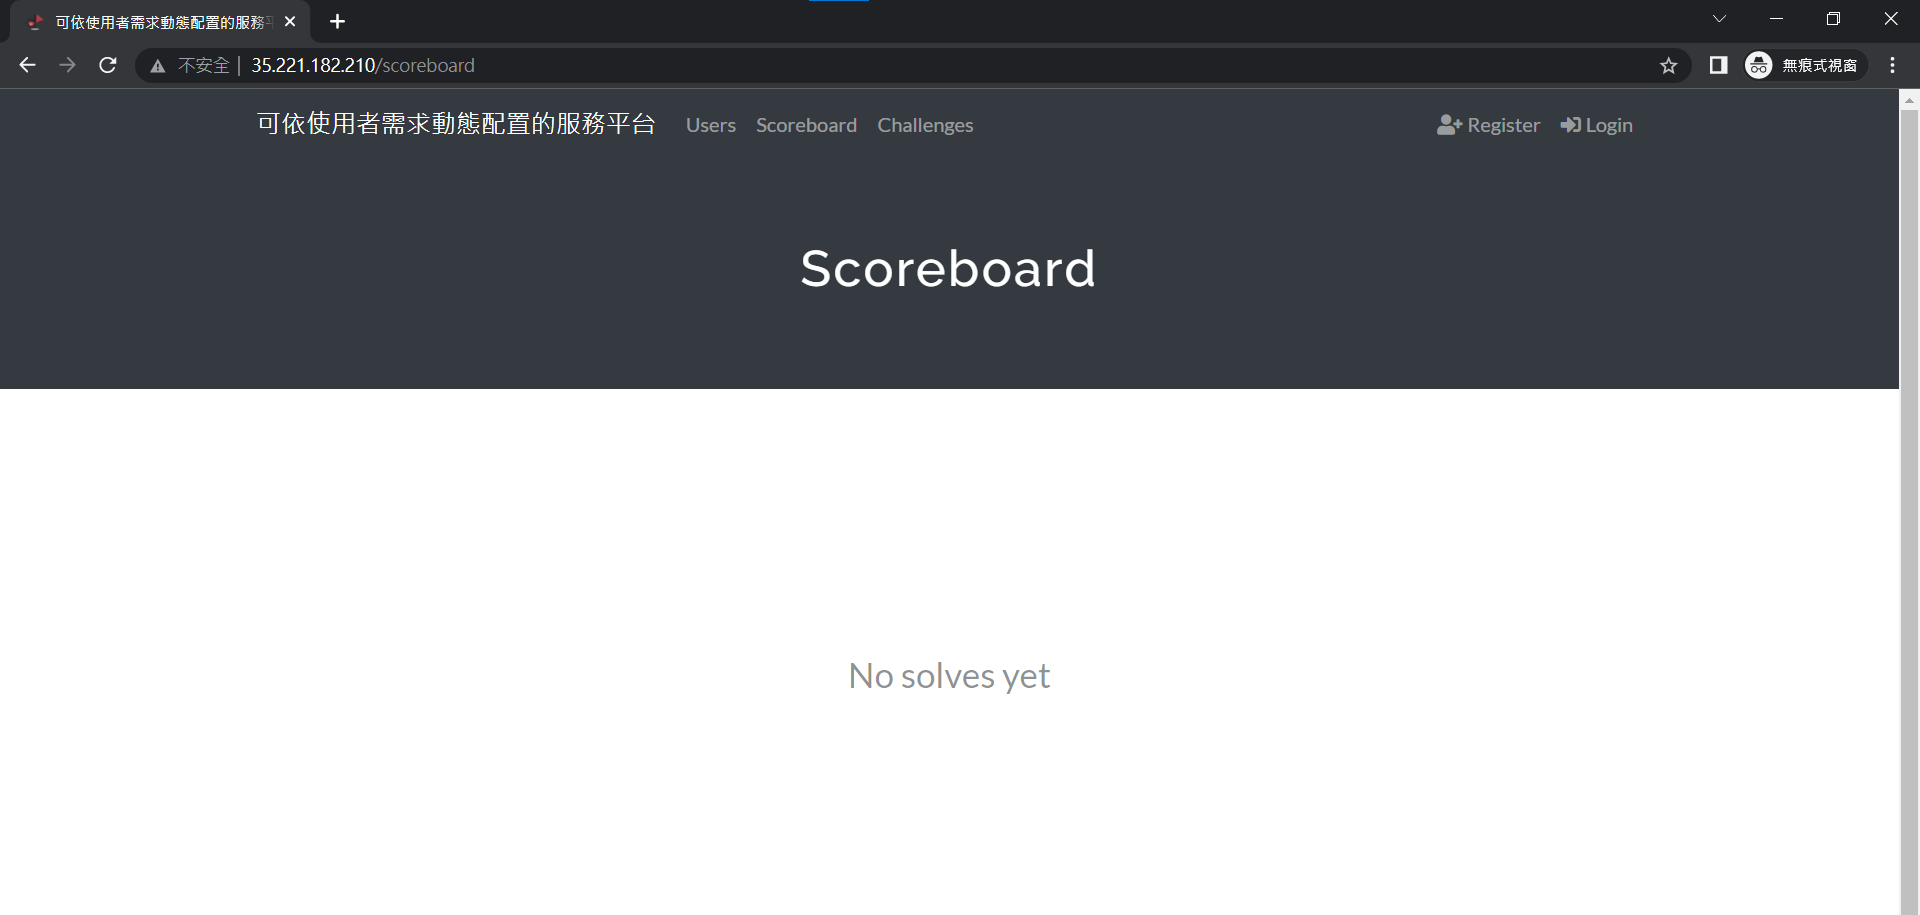 可依使用者需求動態配置的服務平
不安全 | 35.221.182.210/scoreboard
無痕式視窗
可依使用者需求動態配置的服務平台 Users Scoreboard Challenges Register Login
Scoreboard
No solves yet